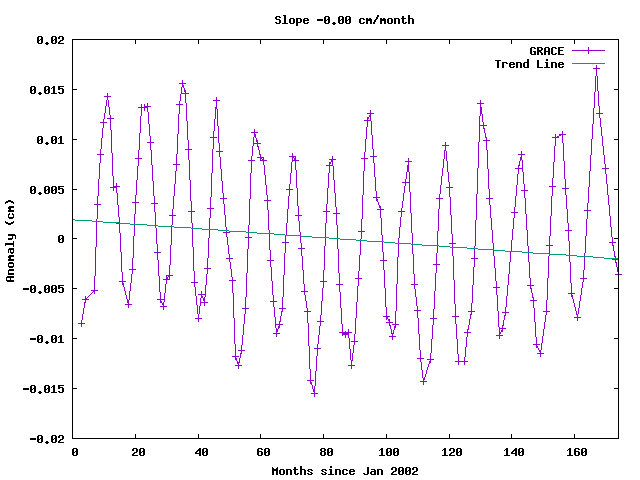 Slope -0.00 cm/month
GRACE
Trend Line
0.02
0.015
0.01
0.005
0
-0.005
-0.01
-0.015
-0.02
Anomaly (cm)
0 20 40 60 80 100 120 140 160
Months since Jan 2002